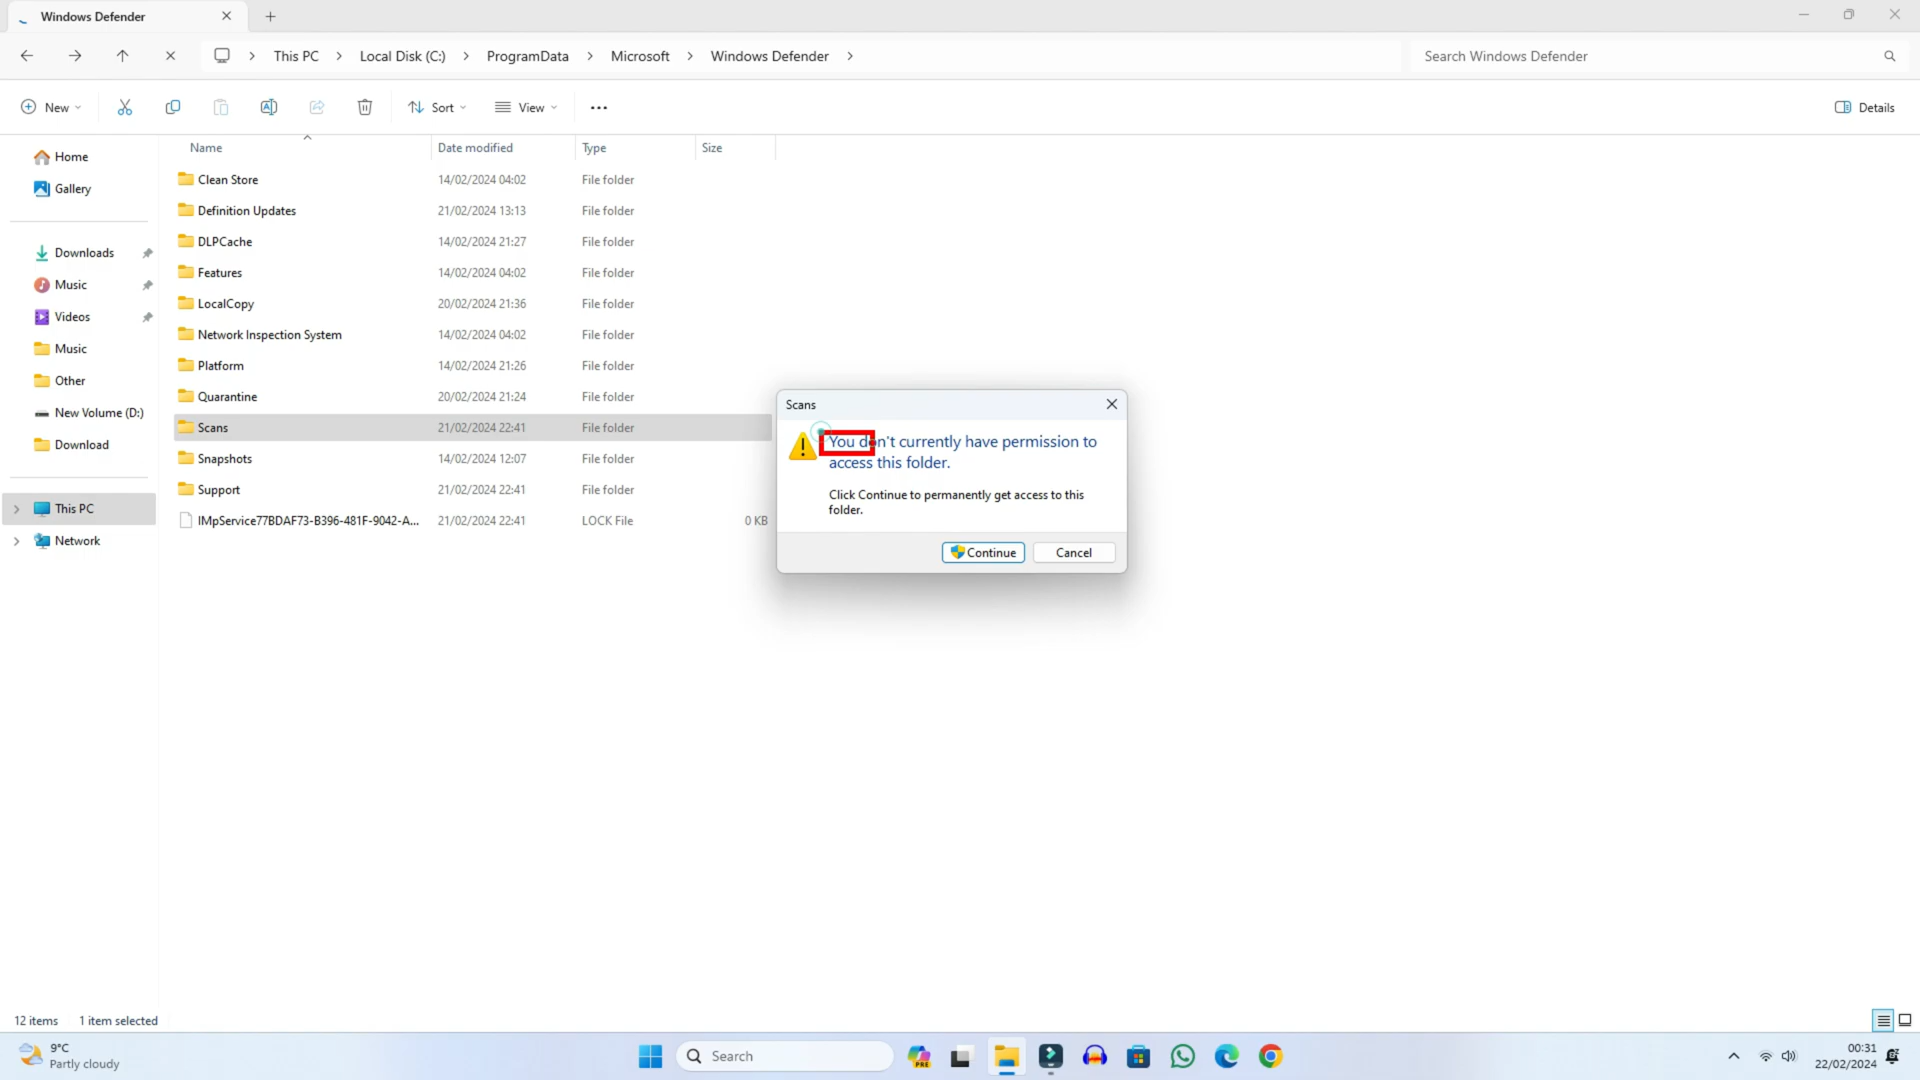 Windows Defender
This PC
Local Disk (C:)
ProgramData
Microsoft
Windows Defender
Search Windows Defender
New
Sort
View
Details
Name
Date modified
Type
Size
Home
Gallery
Downloads
Music
Videos
Music
Other
New Volume (D:)
Download
This PC
Network
Clean Store 14/02/2024 04:02 File folder
Definition Updates 21/02/2024 13:13 File folder
DLPCache 14/02/2024 21:27 File folder
Features 14/02/2024 04:02 File folder
LocalCopy 20/02/2024 21:36 File folder
Network Inspection System 14/02/2024 04:02 File folder
Platform 14/02/2024 21:26 File folder
Quarantine 20/02/2024 21:24 File folder
Scans 21/02/2024 22:41 File folder
Snapshots 14/02/2024 12:07 File folder
Support 21/02/2024 22:41 File folder
IMpService77BDAF73-B396-481F-9042-A... 21/02/2024 22:41 LOCK File 0 KB
Scans
You don't currently have permission to
access this folder.
Click Continue to permanently get access to this
folder.
Continue
Cancel
12 items
1 item selected
9°C
Partly cloudy
Search
PRE
00:31
22/02/2024